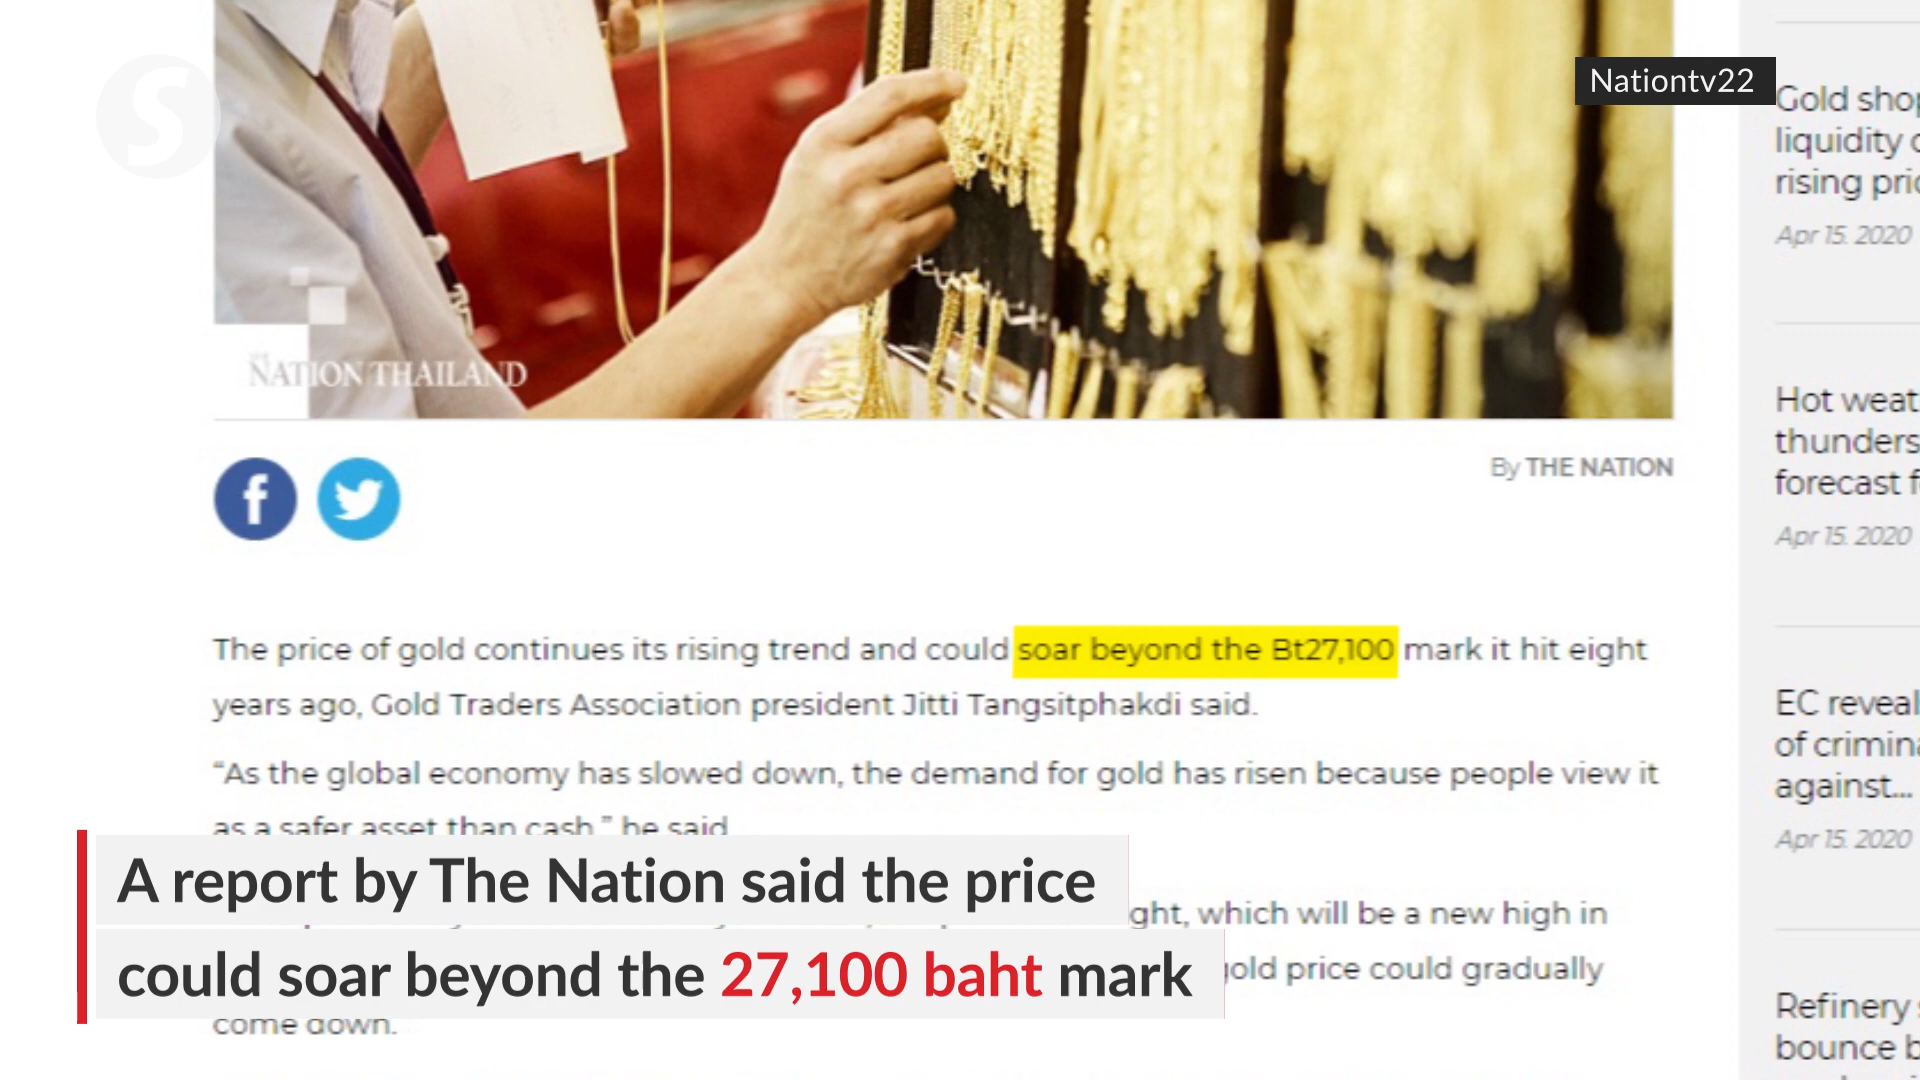 Nationtv22
S
NATION THAILAND
By THE NATION
The price of gold continues its rising trend and could soar beyond the Bt27,100 mark it hit eight
years ago, Gold Traders Association president Jitti Tangsitphakdi said.
“As the global economy has slowed down, the demand for gold has risen because people view it
as a safer asset than cash,” he said.
ght, which will be a new high in
gold price could gradually
come down.
A report by The Nation said the price
could soar beyond the 27,100 baht mark
Gold shop
liquidity
rising pric
Apr 15. 2020
Hot weat
thunders
forecast f
Apr 15. 2020
EC reveal
of crimina
against...
Apr 15. 2020
Refinery
bounce b